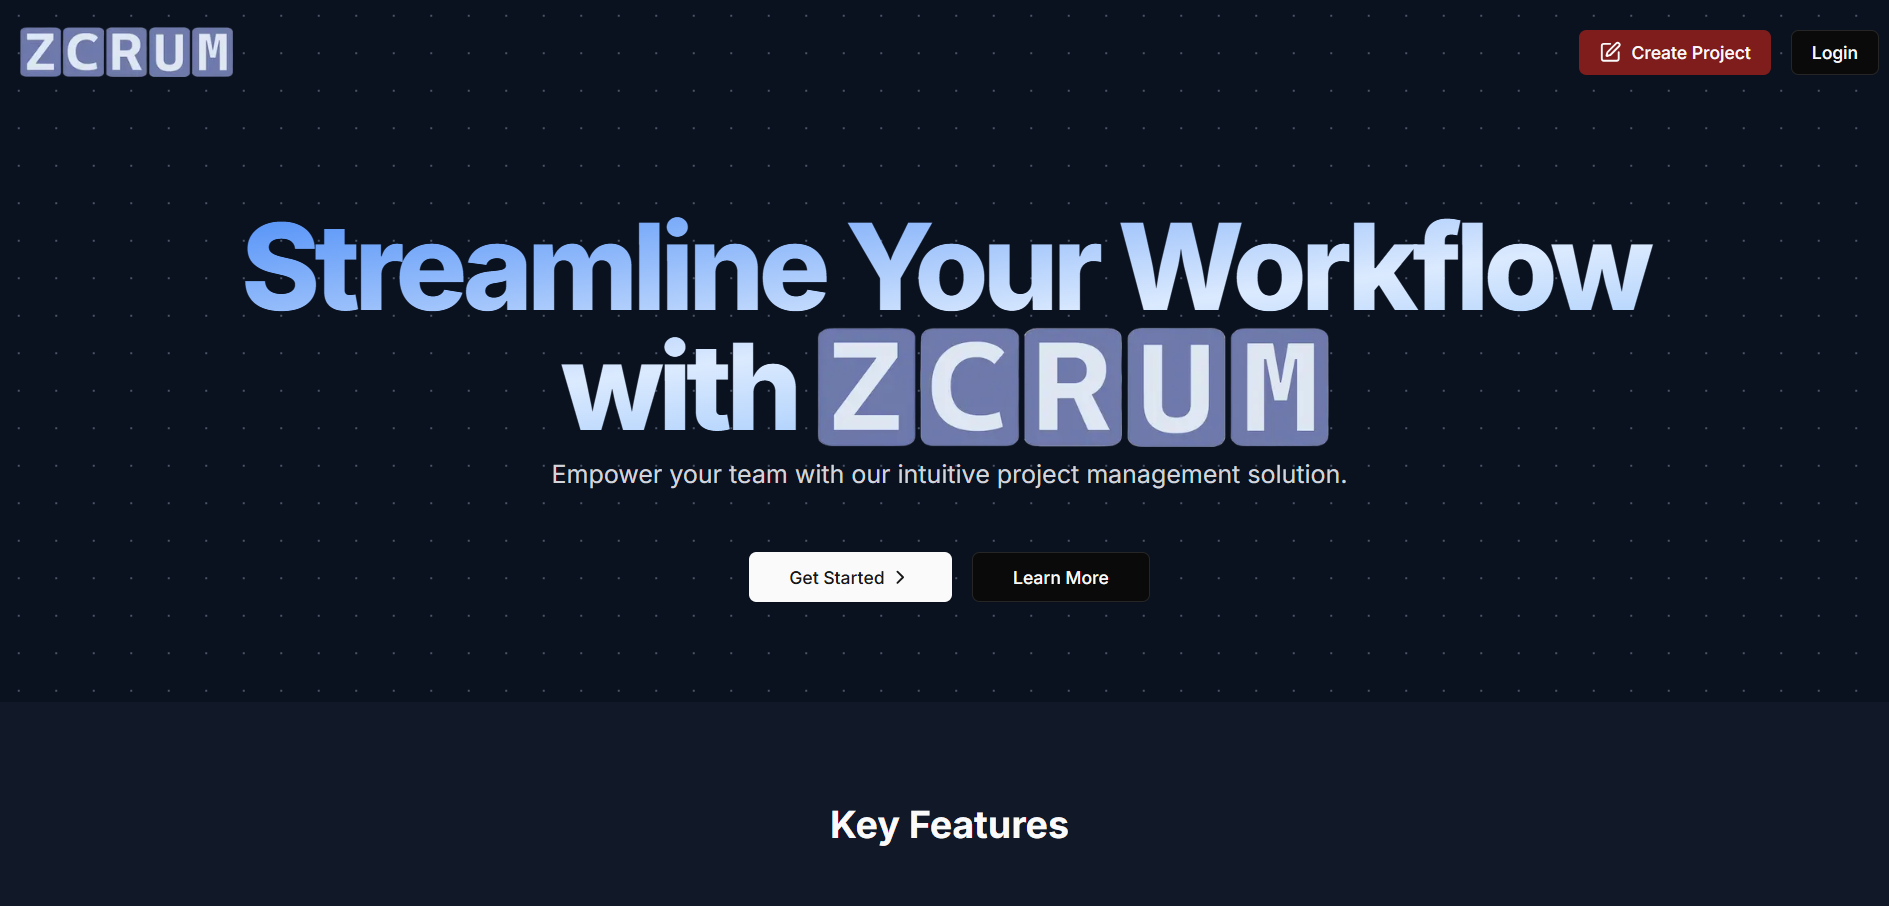 ZCRUM
Create Project
Login
Streamline Your Workflow
with ZCRUM
Empower your team with our intuitive project management solution.
Get Started
Learn More
Key Features